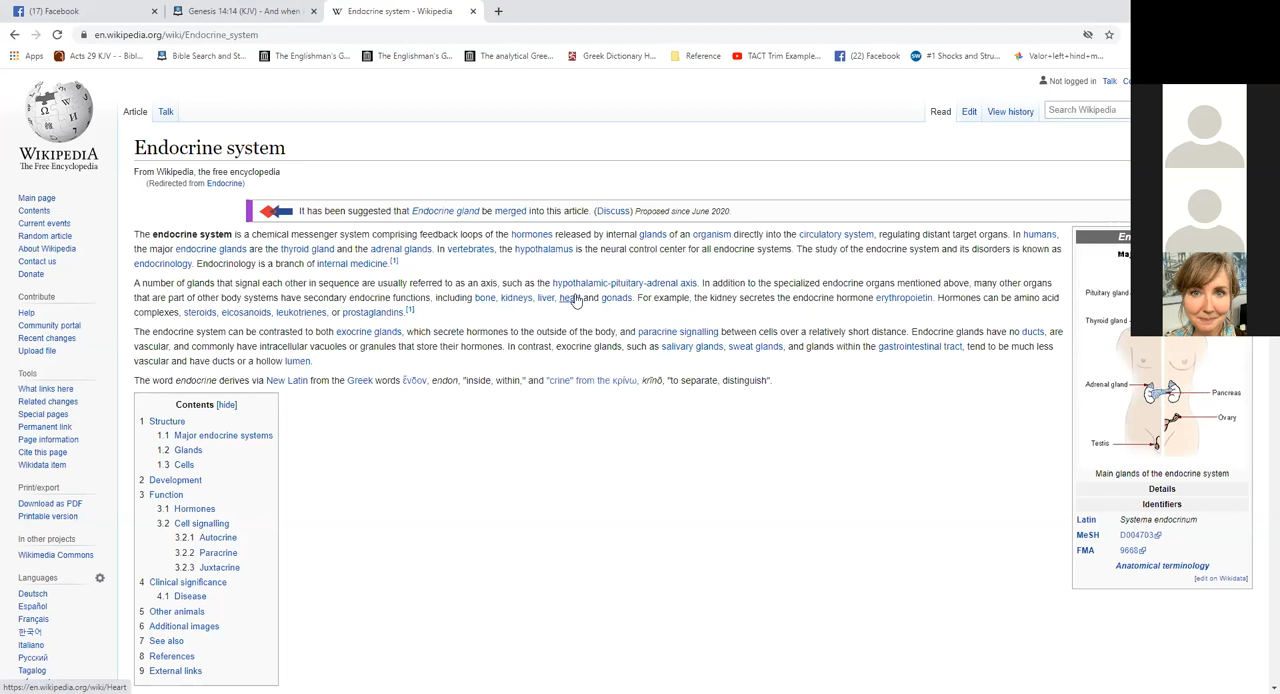 (17) Facebook
Genesis 14:14 (KJV) - And when
Endocrine system - Wikipedia
en.wikipedia.org/wiki/Endocrine_system
Apps
Acts 29 KJV - - Bibl...
Bible Search and St...
The Englishman's G...
The Englishman's G...
The analytical Gree...
Greek Dictionary H...
Reference
TACT Trim Example...
(22) Facebook
#1 Shocks and Stru...
Valor+left+hind+m...
Not logged in Talk
Article Talk
Read Edit View history
Search Wikipedia
WIKIPEDIA
The Free Encyclopedia
Main page
Contents
Current events
Random article
About Wikipedia
Contact us
Donate
Contribute
Help
Community portal
Recent changes
Upload file
Tools
What links here
Related changes
Special pages
Permanent link
Page information
Cite this page
Wikidata item
Print/export
Download as PDF
Printable version
In other projects
Wikimedia Commons
Languages
Deutsch
Español
Français
한국어
Italiano
Русский
Tagalog
Endocrine system
From Wikipedia, the free encyclopedia
(Redirected from Endocrine)
It has been suggested that Endocrine gland be merged into this article. (Discuss) Proposed since June 2020.
The endocrine system is a chemical messenger system comprising feedback loops of the hormones released by internal glands of an organism directly into the circulatory system, regulating distant target organs. In humans,
the major endocrine glands are the thyroid gland and the adrenal glands. In vertebrates, the hypothalamus is the neural control center for all endocrine systems. The study of the endocrine system and its disorders is known as
endocrinology. Endocrinology is a branch of internal medicine.[1]
A number of glands that signal each other in sequence are usually referred to as an axis, such as the hypothalamic-pituitary-adrenal axis. In addition to the specialized endocrine organs mentioned above, many other organs
that are part of other body systems have secondary endocrine functions, including bone, kidneys, liver, heart and gonads. For example, the kidney secretes the endocrine hormone erythropoietin. Hormones can be amino acid
complexes, steroids, eicosanoids, leukotrienes, or prostaglandins.[1]
The endocrine system can be contrasted to both exocrine glands, which secrete hormones to the outside of the body, and paracrine signalling between cells over a relatively short distance. Endocrine glands have no ducts, are
vascular, and commonly have intracellular vacuoles or granules that store their hormones. In contrast, exocrine glands, such as salivary glands, sweat glands, and glands within the gastrointestinal tract, tend to be much less
vascular and have ducts or a hollow lumen.
The word endocrine derives via New Latin from the Greek words ἔνδον, endon, "inside, within," and "crine" from the κρίνω, krīnō, "to separate, distinguish".
Contents [hide]
1 Structure
1.1 Major endocrine systems
1.2 Glands
1.3 Cells
2 Development
3 Function
3.1 Hormones
3.2 Cell signalling
3.2.1 Autocrine
3.2.2 Paracrine
3.2.3 Juxtacrine
4 Clinical significance
4.1 Disease
5 Other animals
6 Additional images
7 See also
8 References
9 External links
Pituitary gland
Thyroid gland
Adrenal gland
Pancreas
Ovary
Testis
Main glands of the endocrine system
Details
Identifiers
Latin Systema endocrinum
MeSH D004703
FMA 9668
Anatomical terminology
[edit on Wikidata]
https://en.wikipedia.org/wiki/Heart